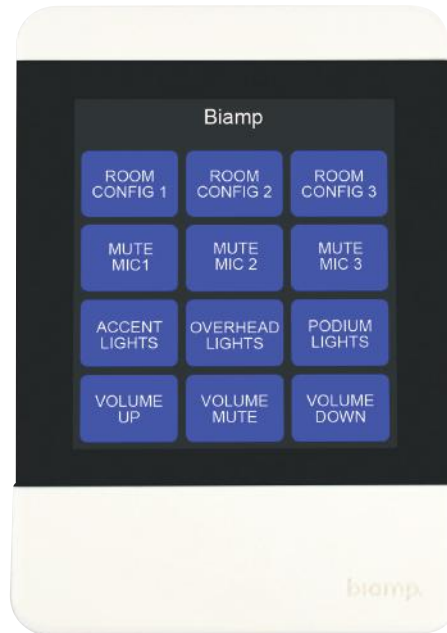 Biamp
ROOM
CONFIG 1
ROOM
CONFIG 2
ROOM
CONFIG 3
MUTE
MIC1
MUTE
MIC 2
MUTE
MIC 3
ACCENT
LIGHTS
OVERHEAD
LIGHTS
PODIUM
LIGHTS
VOLUME
UP
VOLUME
MUTE
VOLUME
DOWN
biamp.